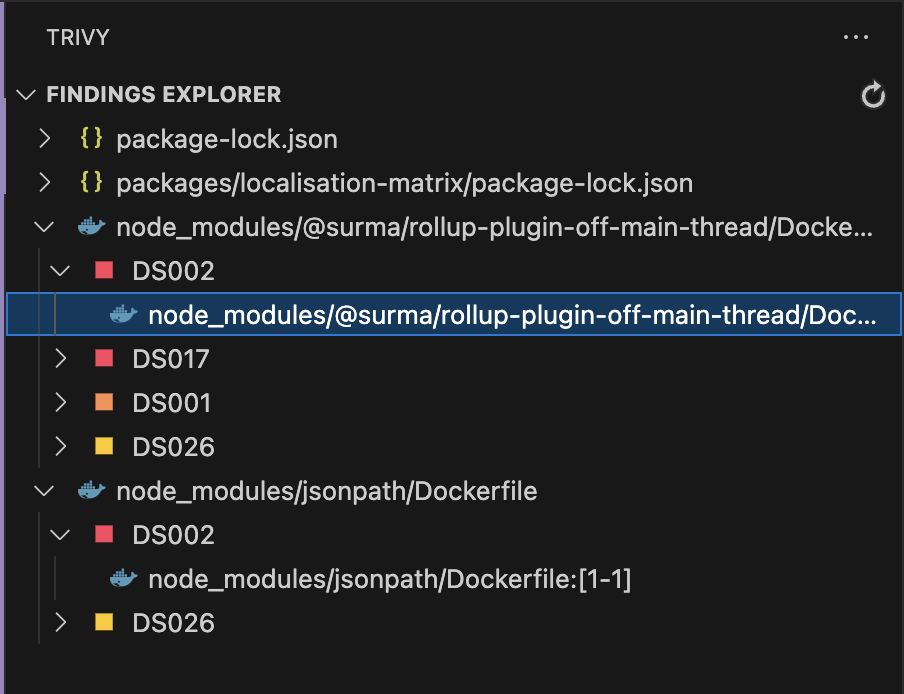 TRIVY
FINDINGS EXPLORER
{} package-lock.json
{} packages/localisation-matrix/package-lock.json
node_modules/@surma/rollup-plugin-off-main-thread/Docke...
DS002
node_modules/@surma/rollup-plugin-off-main-thread/Doc...
DS017
DS001
DS026
node_modules/jsonpath/Dockerfile
DS002
node_modules/jsonpath/Dockerfile:[1-1]
DS026